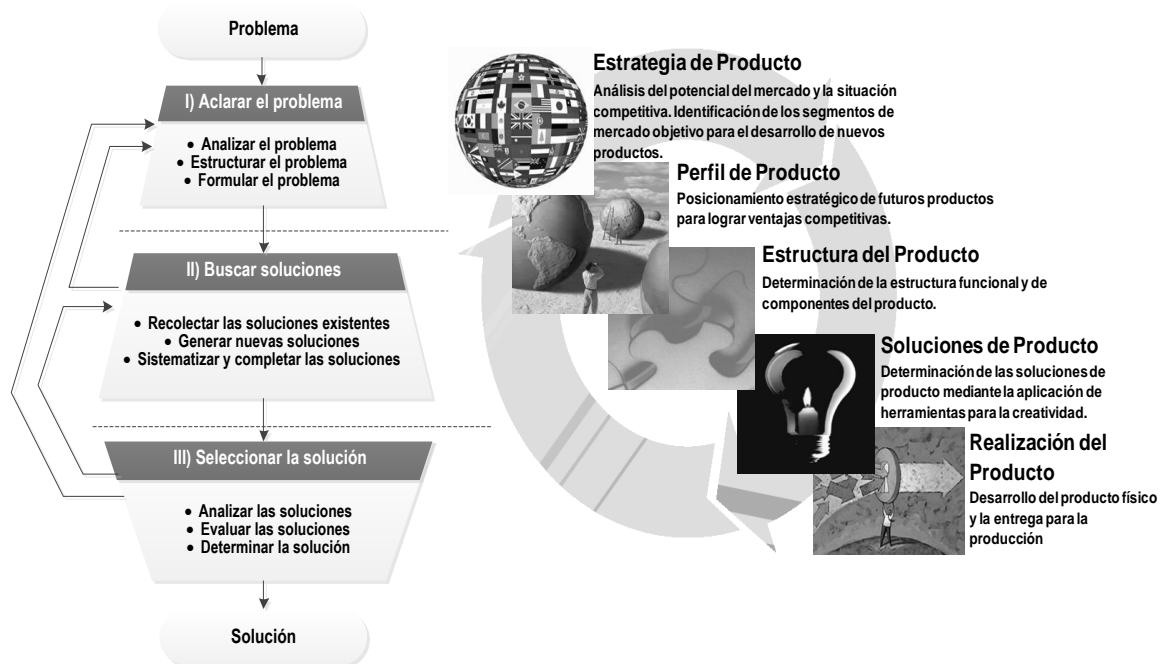 Problema
I) Aclarar el problema
• Analizar el problema
• Estructurar el problema
• Formular el problema
II) Buscar soluciones
• Recolectar las soluciones existentes
• Generar nuevas soluciones
• Sistematizar y completar las soluciones
III) Seleccionar la solución
• Analizar las soluciones
• Evaluar las soluciones
• Determinar la solución
Solución
Estrategia de Producto
Análisis del potencial del mercado y la situación
competitiva. Identificación de los segmentos de
mercado objetivo para el desarrollo de nuevos
productos.
Perfil de Producto
Posicionamiento estratégico de futuros productos
para lograr ventajas competitivas.
Estructura del Producto
Determinación de la estructura funcional y de
componentes del producto.
Soluciones de Producto
Determinación de las soluciones de
producto mediante la aplicación de
herramientas para la creatividad.
Realización del
Producto
Desarrollo del producto físico
y la entrega para la
producción